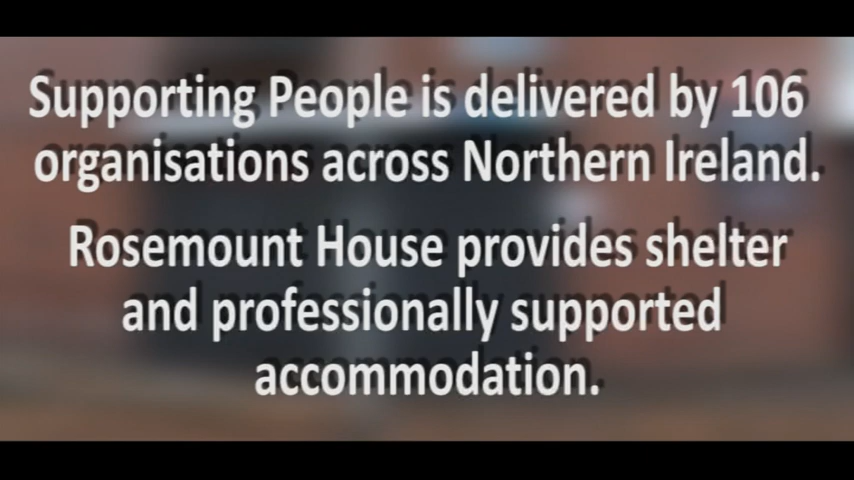 Supporting People is delivered by 106
organisations across Northern Ireland.
Rosemount House provides shelter
and professionally supported
accommodation.